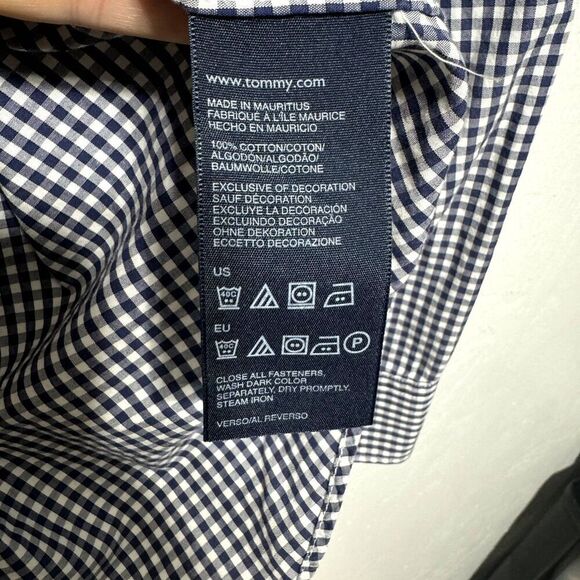 www.tommy.com
MADE IN MAURITIUS
FABRIQUÉ À L'ÎLE MAURICE
HECHO EN MAURICIO
100% COTTON/COTON/
ALGODÓN/ALGODÃO/
BAUMWOLLE/COTONE
EXCLUSIVE OF DECORATION
SAUF DÉCORATION
EXCLUYE LA DECORACIÓN
EXCLUINDO DECORAÇÃO
OHNE DEKORATION
ECCETTO DECORAZIONE
US
40C
EU
40C P
CLOSE ALL FASTENERS,
WASH DARK COLOR
SEPARATELY, DRY PROMPTLY.
STEAM IRON
VERSO/AL REVERSO